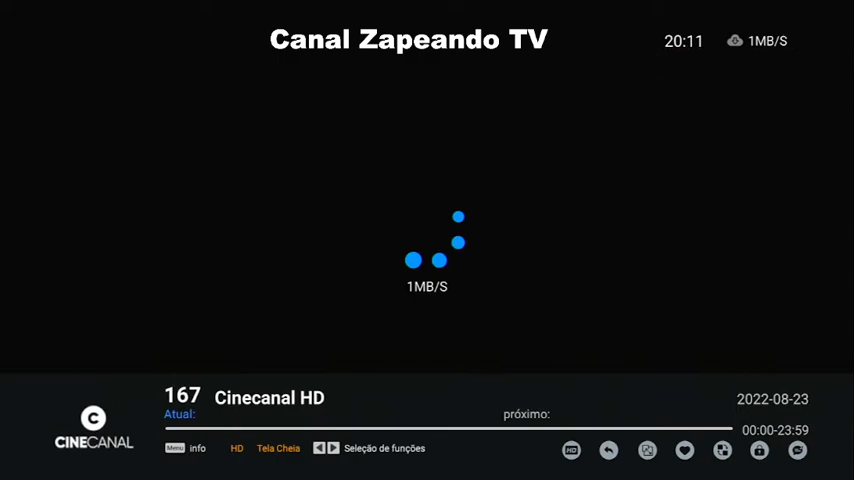 Canal Zapeando TV
20:11
1MB/S
1MB/S
167 Cinecanal HD
2022-08-23
Atual:
próximo:
00:00-23:59
C
CINECANAL
Menu info HD Tela Cheia Seleção de funções
HD